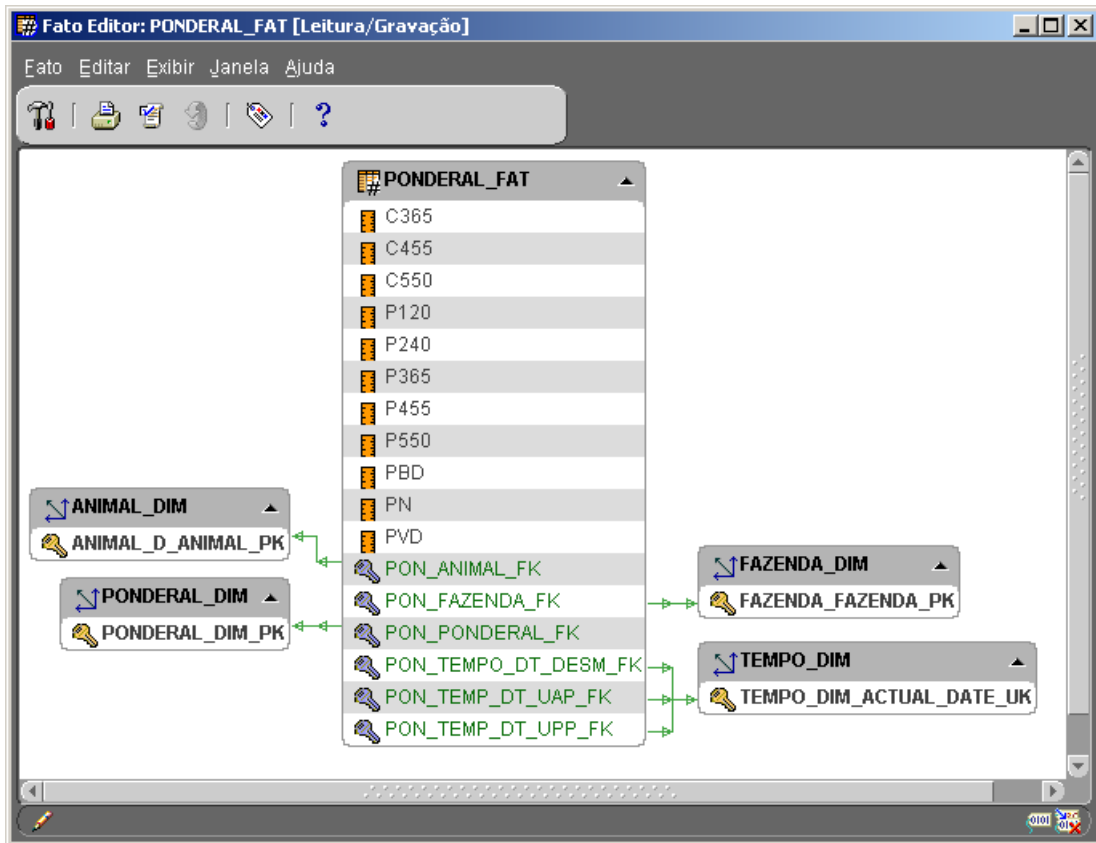 Fato Editor: PONDERAL_FAT [Leitura/Gravação]
Fato Editar Exibir Janela Ajuda
PONDERAL_FAT
C365
C455
C550
P120
P240
P365
P455
P550
PBD
PN
PVD
PON_ANIMAL_FK
PON_FAZENDA_FK
PON_PONDERAL_FK
PON_TEMPO_DT_DESM_FK
PON_TEMP_DT_UAP_FK
PON_TEMP_DT_UPP_FK
ANIMAL_DIM
ANIMAL_D_ANIMAL_PK
PONDERAL_DIM
PONDERAL_DIM_PK
FAZENDA_DIM
FAZENDA_FAZENDA_PK
TEMPO_DIM
TEMPO_DIM_ACTUAL_DATE_UK